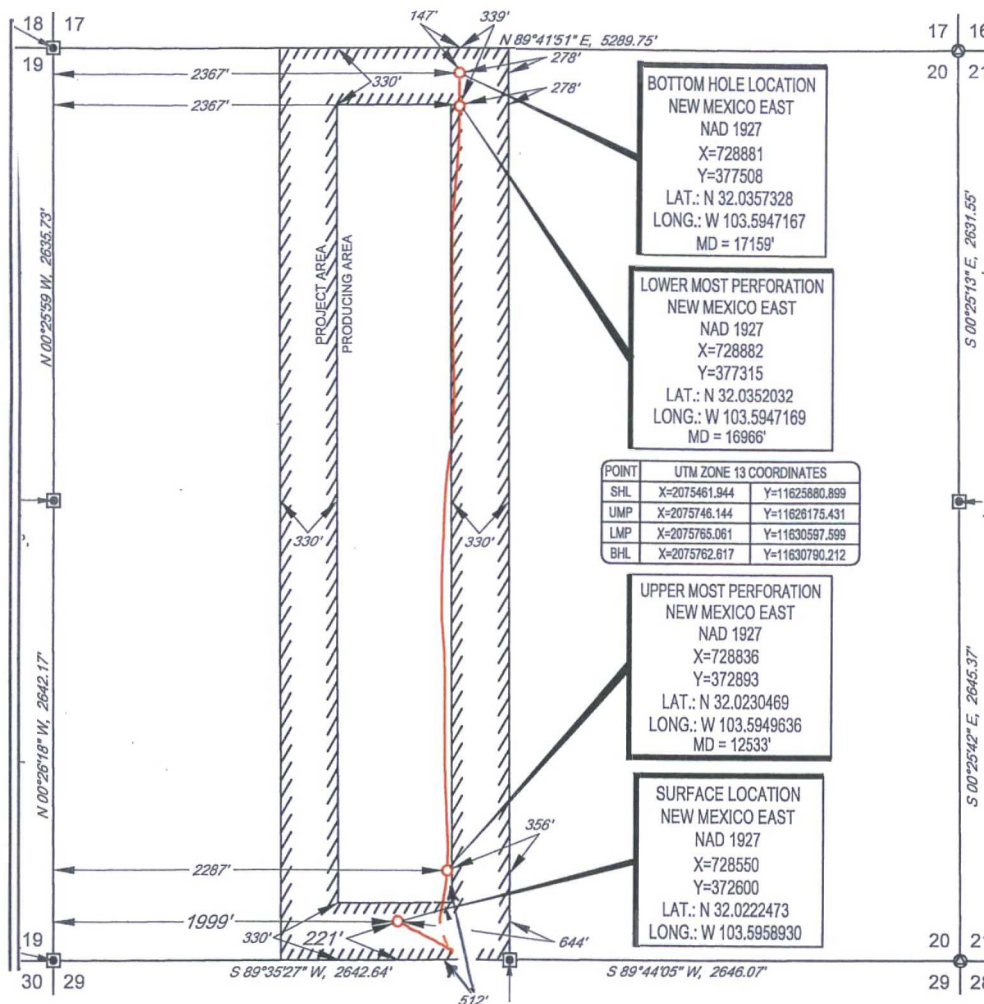 18 17
147' 339'
17 16
N 89°41'51" E, 5289.75'
19
20 21
2367'
330'
278'
2367'
278'
BOTTOM HOLE LOCATION
NEW MEXICO EAST
NAD 1927
X=728881
Y=377508
LAT.: N 32.0357328
LONG.: W 103.5947167
MD = 17159'
N 00°25'59 W, 2635.73'
PROJECT AREA
PRODUCING AREA
S 00°25'13" E, 2631.55'
LOWER MOST PERFORATION
NEW MEXICO EAST
NAD 1927
X=728882
Y=377315
LAT.: N 32.0352032
LONG.: W 103.5947169
MD = 16966'
POINT UTM ZONE 13 COORDINATES
SHL X=2075461.944 Y=11625880.899
UMP X=2075746.144 Y=11626175.431
LMP X=2075765.061 Y=11630597.599
BHL X=2075762.617 Y=11630790.212
330'
330'
UPPER MOST PERFORATION
NEW MEXICO EAST
NAD 1927
X=728836
Y=372893
LAT.: N 32.0230469
LONG.: W 103.5949636
MD = 12533'
N 00°26'18" W, 2642.17'
S 00°25'42" E, 2645.37'
356'
2287'
SURFACE LOCATION
NEW MEXICO EAST
NAD 1927
X=728550
Y=372600
LAT.: N 32.0222473
LONG.: W 103.5958930
1999'
330'
221'
644'
19
20 21
30 29
S 89°35'27" W, 2642.64'
S 89°44'05" W, 2646.07'
29 28
512'